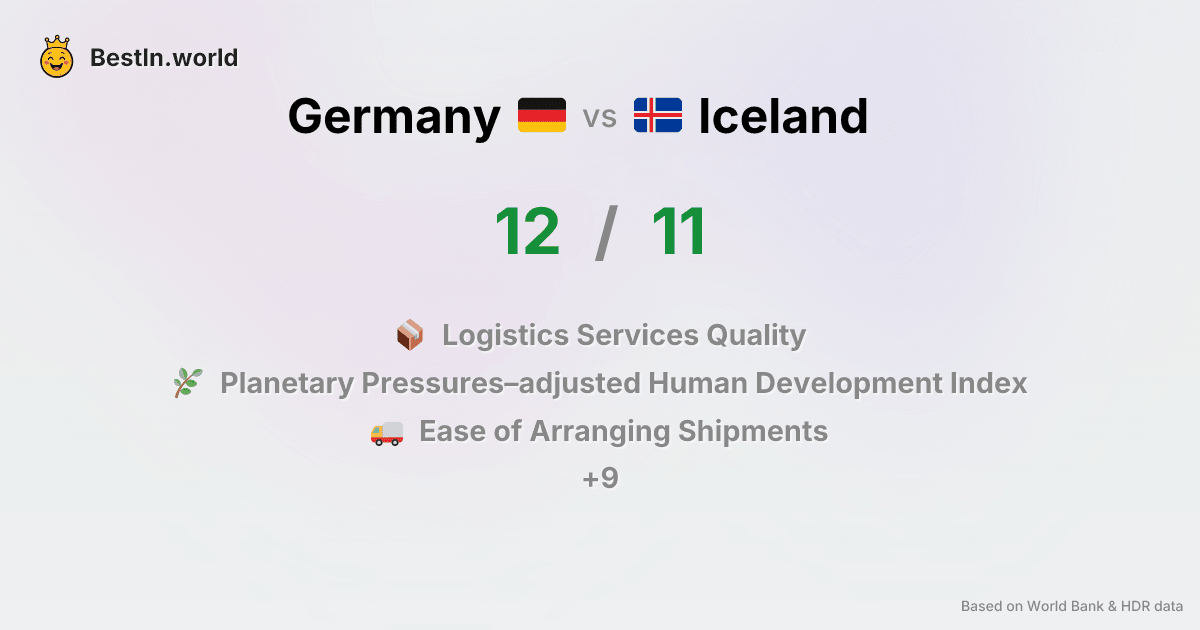 BestIn.world
Germany vs Iceland
12 / 11
Logistics Services Quality
Planetary Pressures–adjusted Human Development Index
Ease of Arranging Shipments
+9
Based on World Bank & HDR data